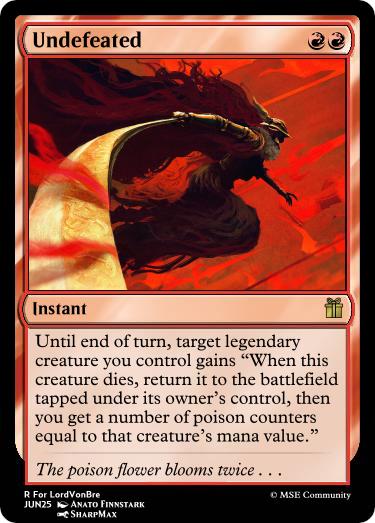 Undefeated
Instant
Until end of turn, target legendary
creature you control gains “When this
creature dies, return it to the battlefield
tapped under its owner’s control, then
you get a number of poison counters
equal to that creature’s mana value.”
The poison flower blooms twice . . .
R For LordVonBre
JUN25 Anato Finnstark
SharpMax
© MSE Community